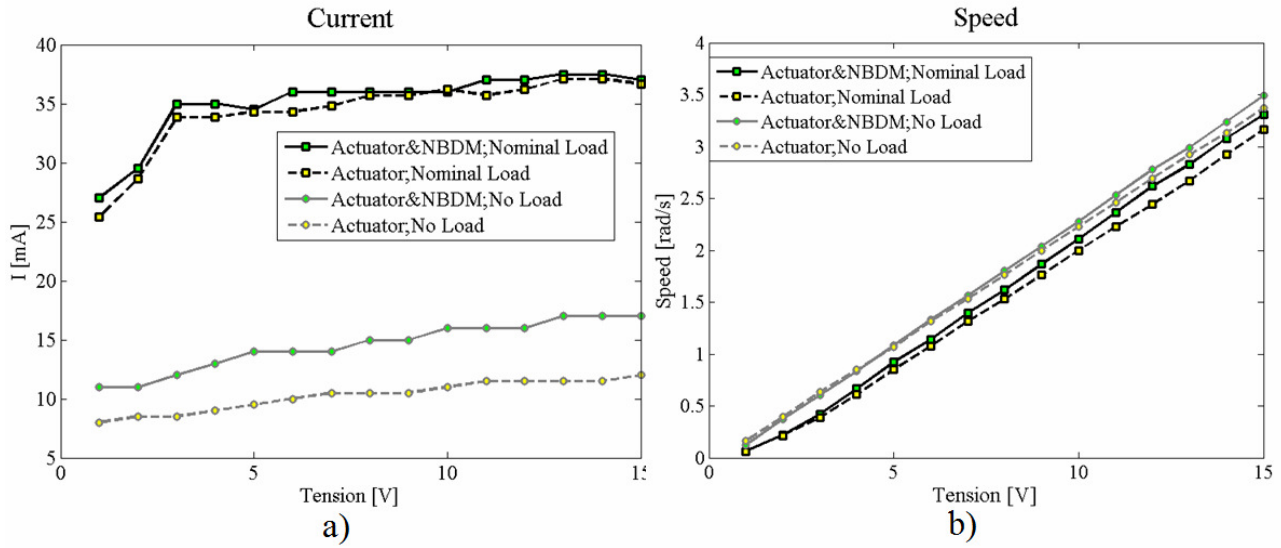 Current
40
35
30
25
20
15
10
5
0
5
10
15
I [mA]
Tension [V]
Actuator&NBDM;Nominal Load
Actuator;Nominal Load
Actuator&NBDM;No Load
Actuator;No Load
a)
Speed
4
3.5
3
2.5
2
1.5
1
0.5
0
0
5
10
15
Speed [rad/s]
Tension [V]
Actuator&NBDM;Nominal Load
Actuator;Nominal Load
Actuator&NBDM;No Load
Actuator;No Load
b)